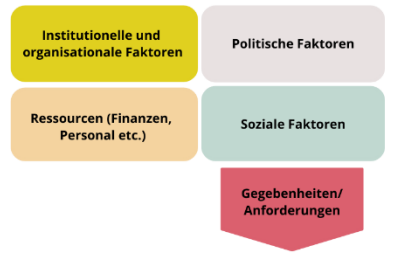 Institutionelle und
organisationale Faktoren
Politische Faktoren
Ressourcen (Finanzen,
Personal etc.)
Soziale Faktoren
Gegebenheiten/
Anforderungen